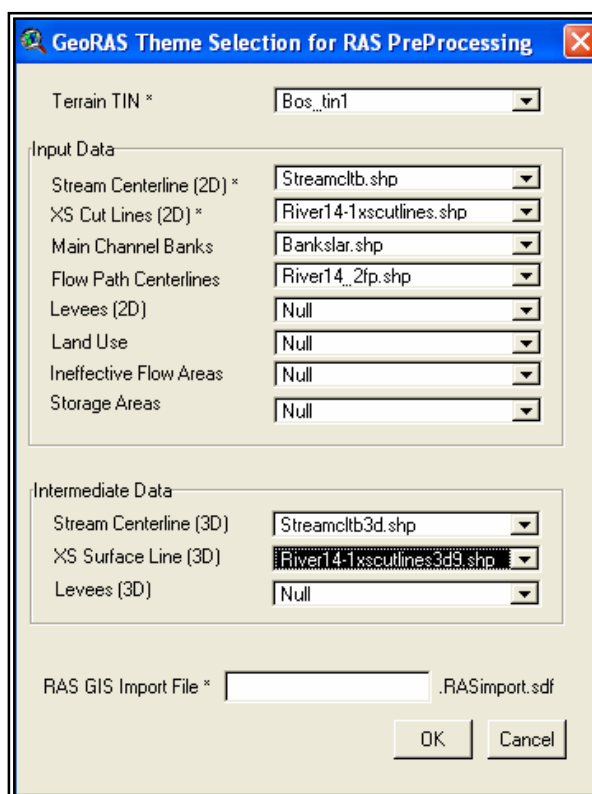 GeoRAS Theme Selection for RAS PreProcessing
Terrain TIN * Bos_tin1
Input Data
Stream Centerline (2D) * Streamcltb.shp
XS Cut Lines (2D) * River14-1xscutlines.shp
Main Channel Banks Bankslar.shp
Flow Path Centerlines River14_2fp.shp
Levees (2D) Null
Land Use Null
Ineffective Flow Areas Null
Storage Areas Null
Intermediate Data
Stream Centerline (3D) Streamcltb3d.shp
XS Surface Line (3D) River14-1xscutlines3d9.shp
Levees (3D) Null
RAS GIS Import File * .RASimport.sdf
OK Cancel